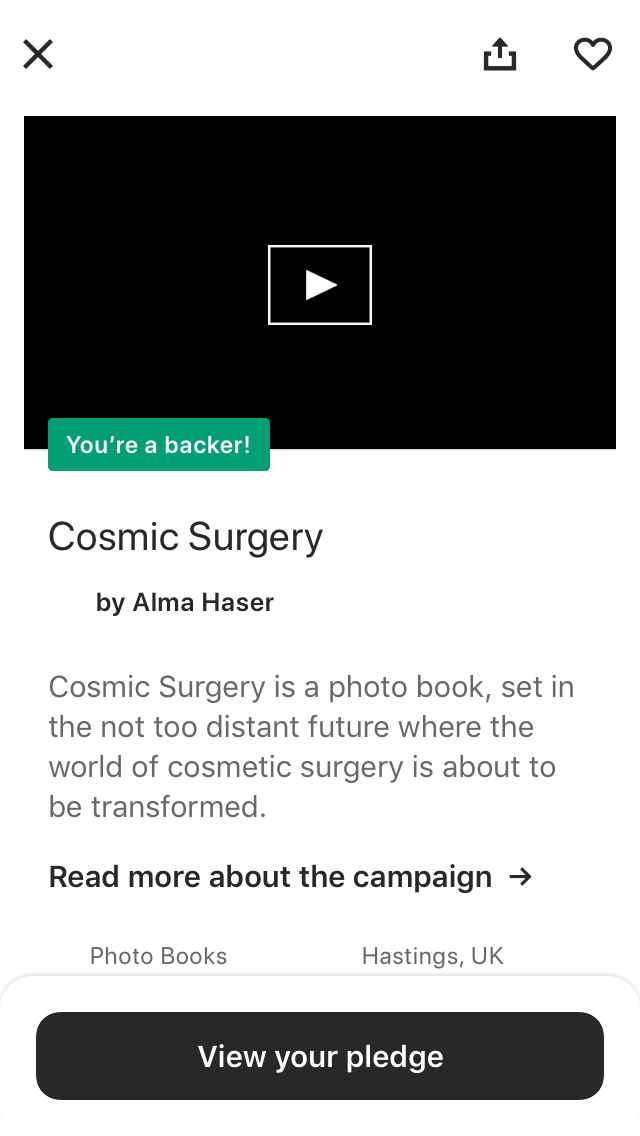 You’re a backer!
Cosmic Surgery
by Alma Haser
Cosmic Surgery is a photo book, set in
the not too distant future where the
world of cosmetic surgery is about to
be transformed.
Read more about the campaign →
Photo Books
Hastings, UK
View your pledge